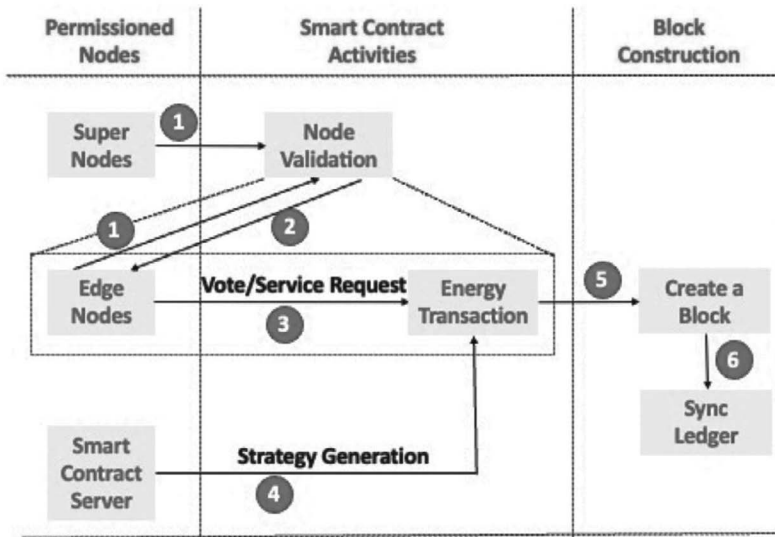 Permissioned
Nodes
Smart Contract
Activities
Block
Construction
Super
Nodes
1
Node
Validation
1
2
Edge
Nodes
Vote/Service Request
3
Energy
Transaction
5
Create a
Block
6
Sync
Ledger
Smart
Contract
Server
Strategy Generation
4